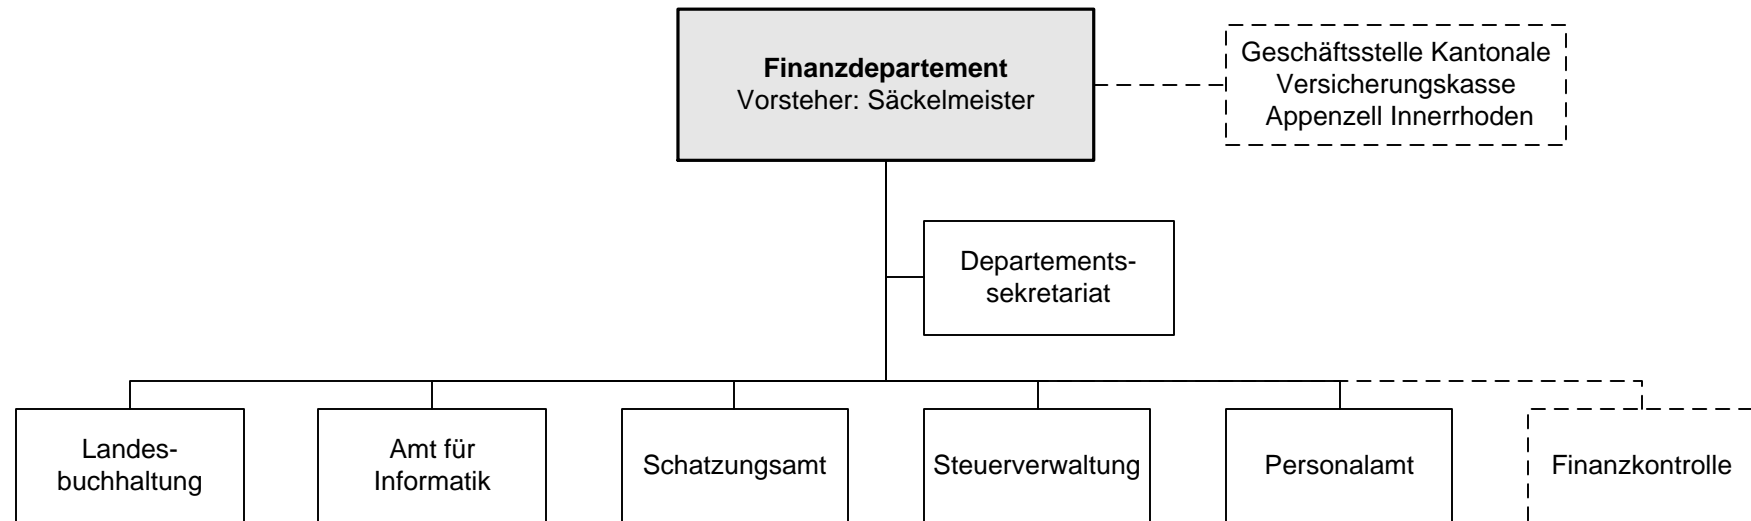 Finanzdepartement
Vorsteher: Säckelmeister
Geschäftsstelle Kantonale
Versicherungskasse
Appenzell Innerrhoden
Departements-
sekretariat
Landes-
buchhaltung
Amt für
Informatik
Schatzungsamt
Steuerverwaltung
Personalamt
Finanzkontrolle